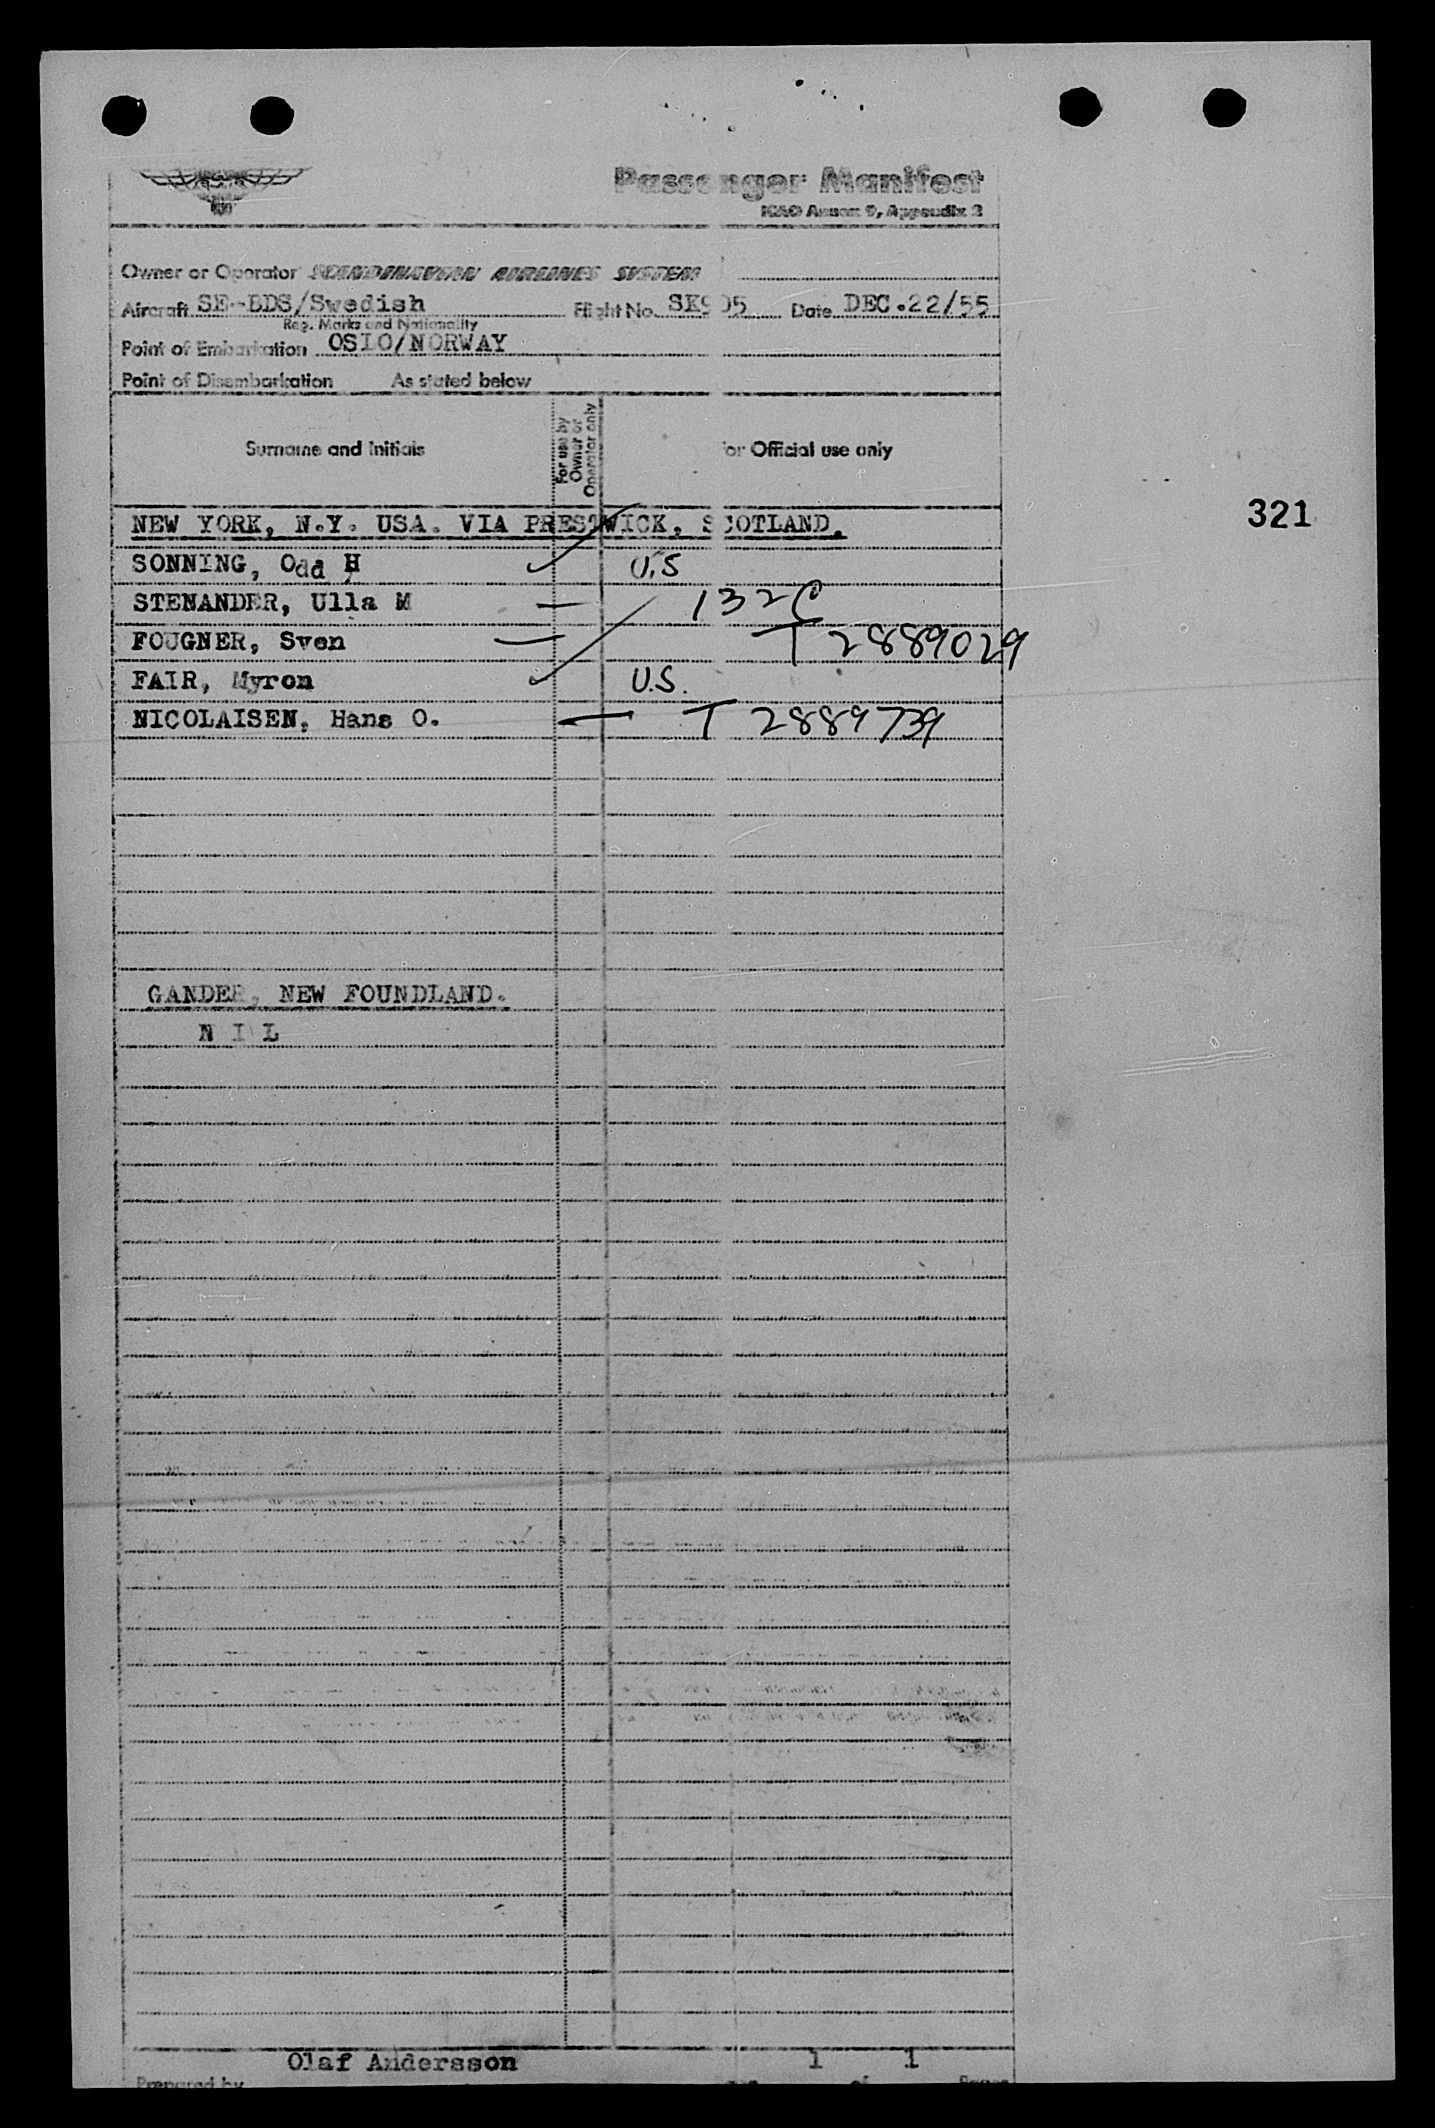 Passenger Manifest
ICAO Annex 9, Appendix 2
Owner or Operator SCANDINAVIAN AIRLINES SYSTEM
Aircraft SE-BDS/Swedish Flight No. SK905 Date DEC.22/55
Reg. Marks and Nationality
Point of Embarkation OSLO/NORWAY
Point of Disembarkation As stated below
Surname and Initials For use by Owner or Operator only For Official use only
NEW YORK, N.Y. USA. VIA PRESTWICK, SCOTLAND.
321
SONNING, Odd H U.S
STENANDER, Ulla M 132
FOUGNER, Sven T 2889029
FAIR, Myron U.S.
NICOLAISEN, Hans O. T 2889739
GANDER, NEW FOUNDLAND.
N I L
Olaf Andersson 1 1
Prepared by of Pages